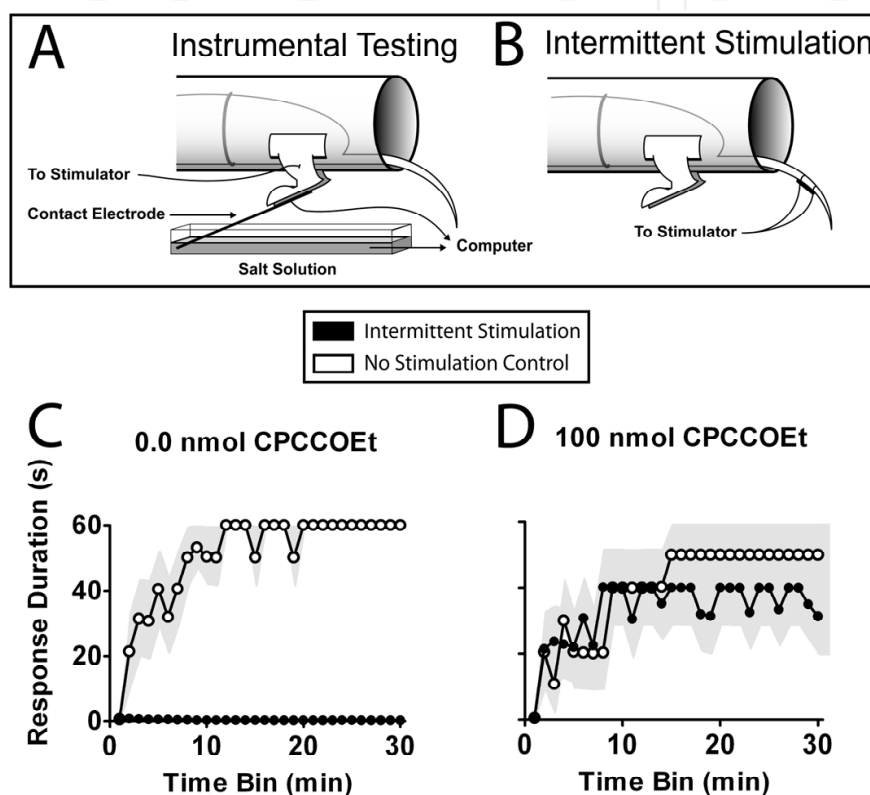 A Instrumental Testing
To Stimulator
Contact Electrode
Salt Solution
Computer
B Intermittent Stimulation
To Stimulator
Intermittent Stimulation
No Stimulation Control
C 0.0 nmol CPCCOEt
Response Duration (s)
60
40
20
0
0 10 20 30
Time Bin (min)
D 100 nmol CPCCOEt
0 10 20 30
Time Bin (min)